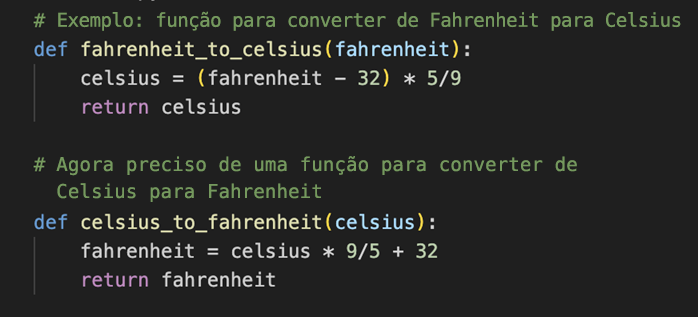 # Exemplo: função para converter de Fahrenheit para Celsius
def fahrenheit_to_celsius(fahrenheit):
    celsius = (fahrenheit - 32) * 5/9
    return celsius

# Agora preciso de uma função para converter de
  Celsius para Fahrenheit
def celsius_to_fahrenheit(celsius):
    fahrenheit = celsius * 9/5 + 32
    return fahrenheit